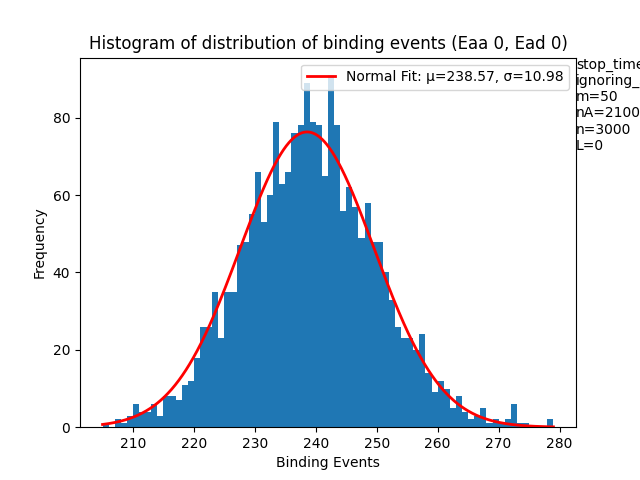 Histogram of distribution of binding events (Eaa 0, Ead 0)
Normal Fit: μ=238.57, σ=10.98
stop_time
ignoring_
m=50
nA=2100
n=3000
L=0
Frequency
80
60
40
20
0
210 220 230 240 250 260 270 280
Binding Events